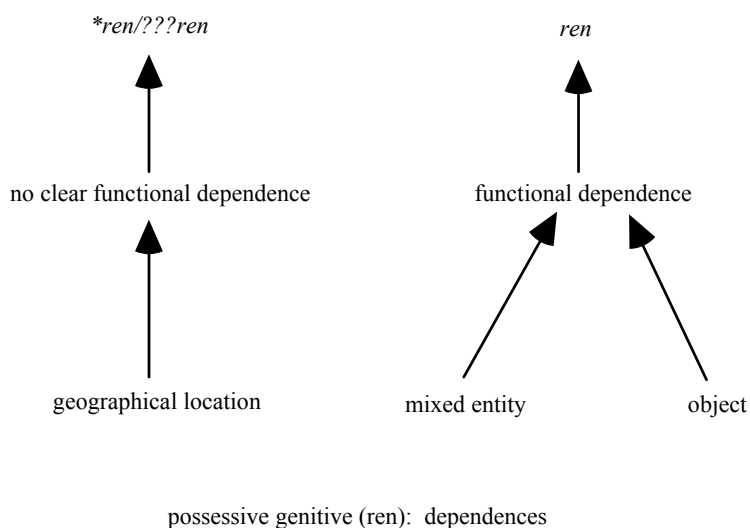 *ren/???ren ren
no clear functional dependence functional dependence
geographical location mixed entity object
possessive genitive (ren): dependences